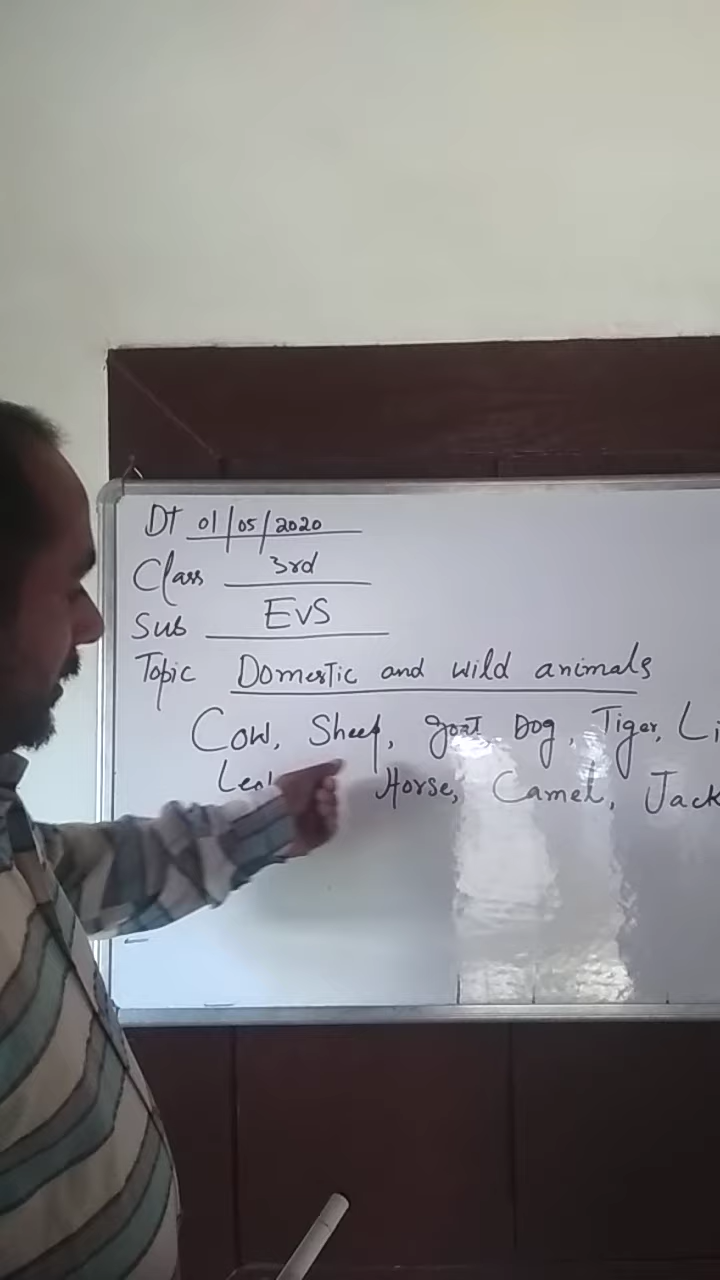 Dt 01/05/2020
Class 3rd
Sub EVS
Topic Domestic and wild animals
Cow, Sheep, goat, Dog, Tiger, Li
Horse, Camel, Jack